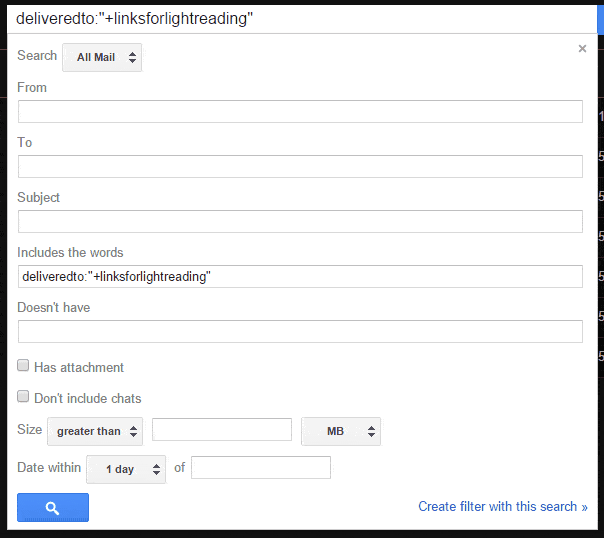 deliveredto:"+linksforlightreading"
Search All Mail
From
To
Subject
Includes the words
deliveredto:"+linksforlightreading"
Doesn't have
Has attachment
Don't include chats
Size greater than MB
Date within 1 day of
Create filter with this search »